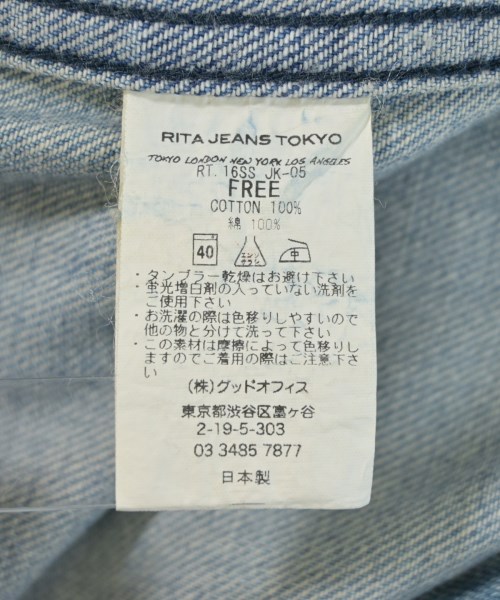 RITA JEANS TOKYO
TOKYO LONDON NEW YORK LOS ANGELES
RT. 16SS JK-05
FREE
COTTON 100%
綿 100%
40 エンソサラシ 中
・タンブラー乾燥はお避け下さい
・蛍光増白剤の入っていない洗剤を
ご使用下さい
・お洗濯の際は色移りしやすいので
他の物と分けて洗って下さい
・この素材は摩擦によって色移りし
ますのでご着用の際はご注意下さ
い
(株)グッドオフィス
東京都渋谷区富ヶ谷
2-19-5-303
03 3485 7877
日本製